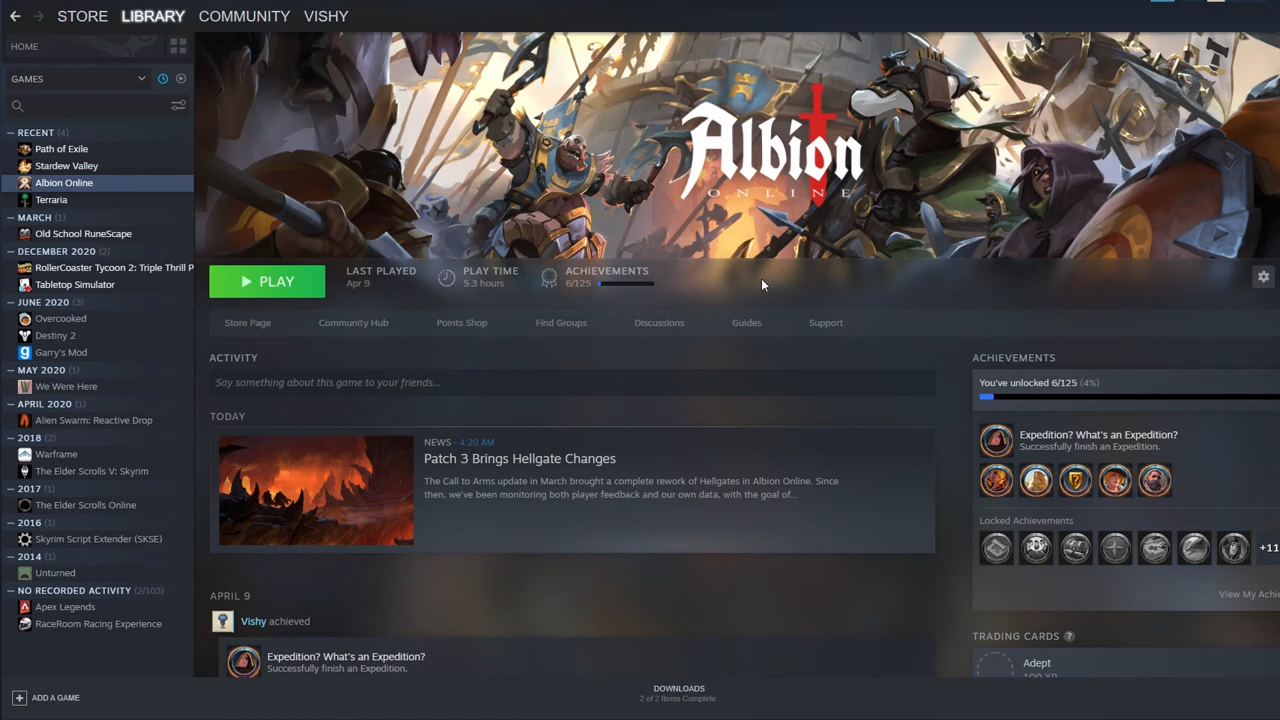 STORE LIBRARY COMMUNITY VISHY
HOME
GAMES
— RECENT (4)
Path of Exile
Stardew Valley
Albion Online
Terraria
— MARCH (1)
Old School RuneScape
— DECEMBER 2020 (2)
RollerCoaster Tycoon 2: Triple Thrill P
Tabletop Simulator
— JUNE 2020 (3)
Overcooked
Destiny 2
Garry's Mod
— MAY 2020 (1)
We Were Here
— APRIL 2020 (1)
Alien Swarm: Reactive Drop
— 2018 (2)
Warframe
The Elder Scrolls V: Skyrim
— 2017 (1)
The Elder Scrolls Online
— 2016 (1)
Skyrim Script Extender (SKSE)
— 2014 (1)
Unturned
— NO RECORDED ACTIVITY (2/103)
Apex Legends
RaceRoom Racing Experience
+ ADD A GAME
Albion
ONLINE
PLAY
LAST PLAYED
Apr 9
PLAY TIME
5.3 hours
ACHIEVEMENTS
6/125
Store Page Community Hub Points Shop Find Groups Discussions Guides Support
ACTIVITY
Say something about this game to your friends...
TODAY
NEWS - 4:20 AM
Patch 3 Brings Hellgate Changes
The Call to Arms update in March brought a complete rework of Hellgates in Albion Online. Since
then, we've been monitoring both player feedback and our own data, with the goal of...
APRIL 9
Vishy achieved
Expedition? What's an Expedition?
Successfully finish an Expedition.
ACHIEVEMENTS
You've unlocked 6/125 (4%)
Expedition? What's an Expedition?
Successfully finish an Expedition.
Locked Achievements
+11
View My Achie
TRADING CARDS ?
Adept
100 XP
DOWNLOADS
2 of 2 Items Complete